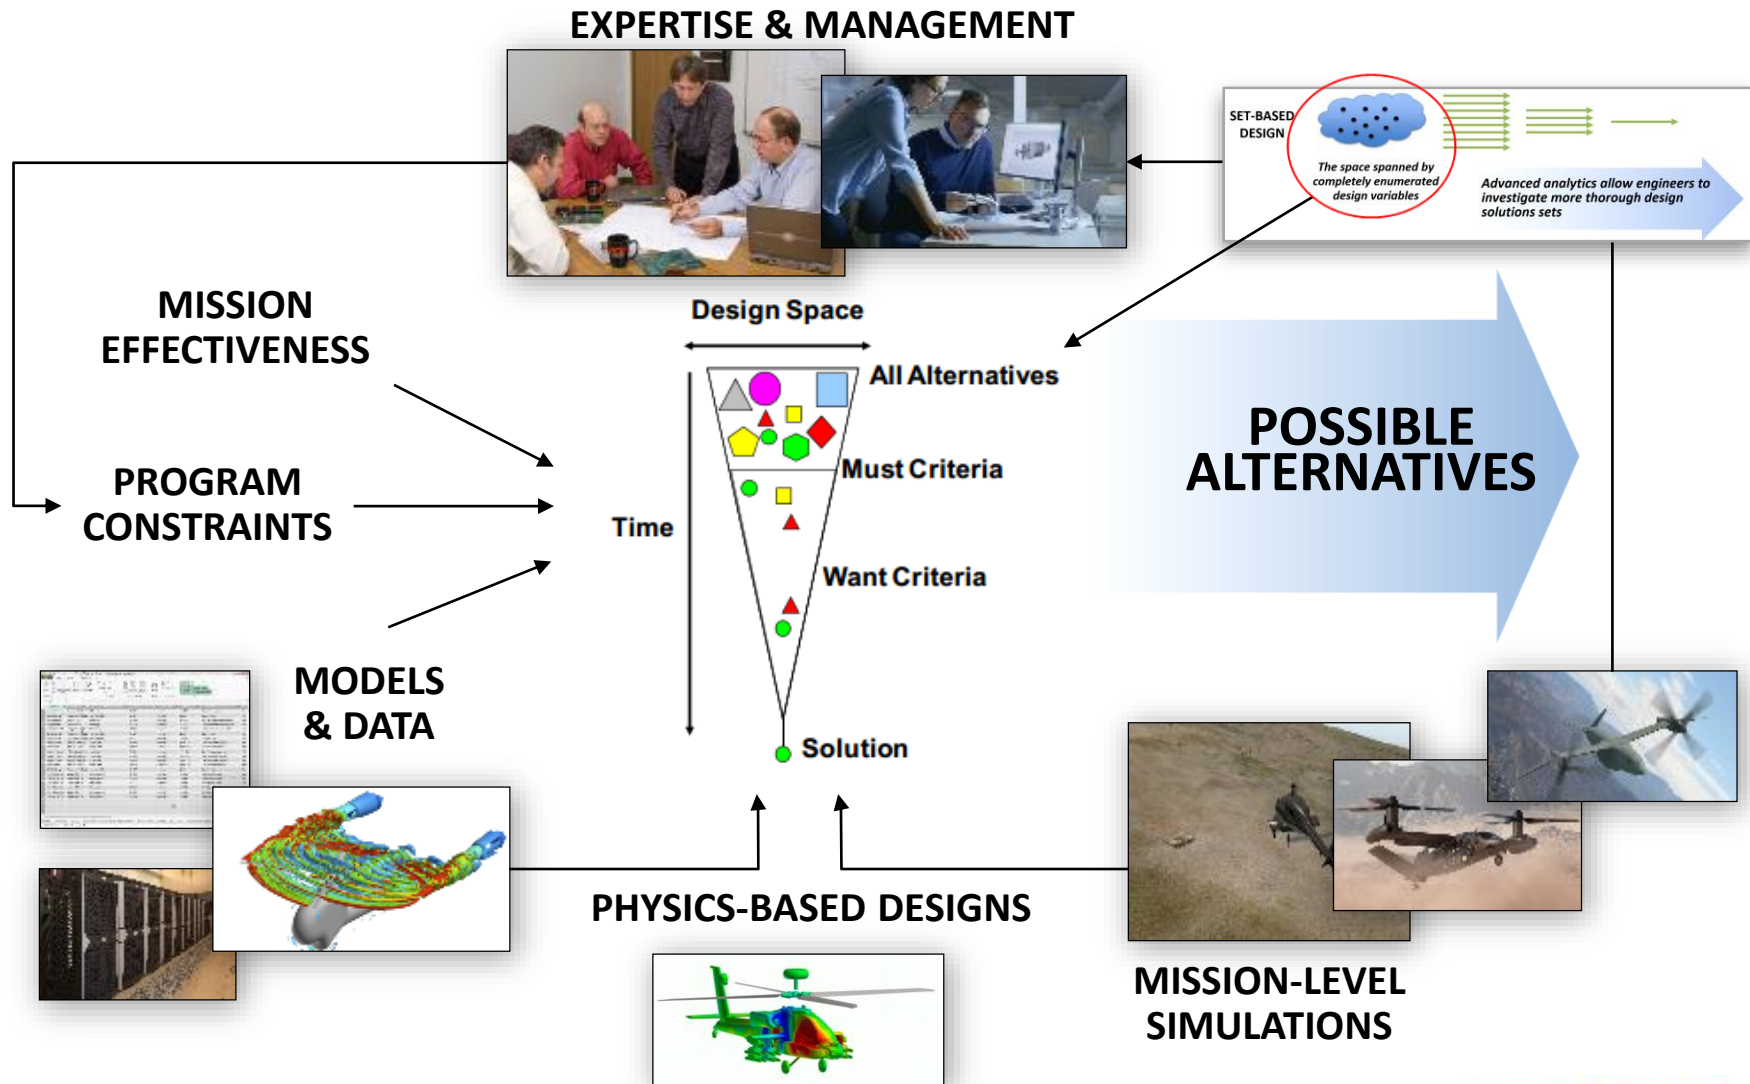 EXPERTISE & MANAGEMENT
SET-BASED
DESIGN
The space spanned by
completely enumerated
design variables
Advanced analytics allow engineers to
investigate more thorough design
solutions sets
MISSION
EFFECTIVENESS
Design Space
All Alternatives
POSSIBLE
ALTERNATIVES
Must Criteria
PROGRAM
CONSTRAINTS
Time
Want Criteria
MODELS
& DATA
Solution
PHYSICS-BASED DESIGNS
MISSION-LEVEL
SIMULATIONS